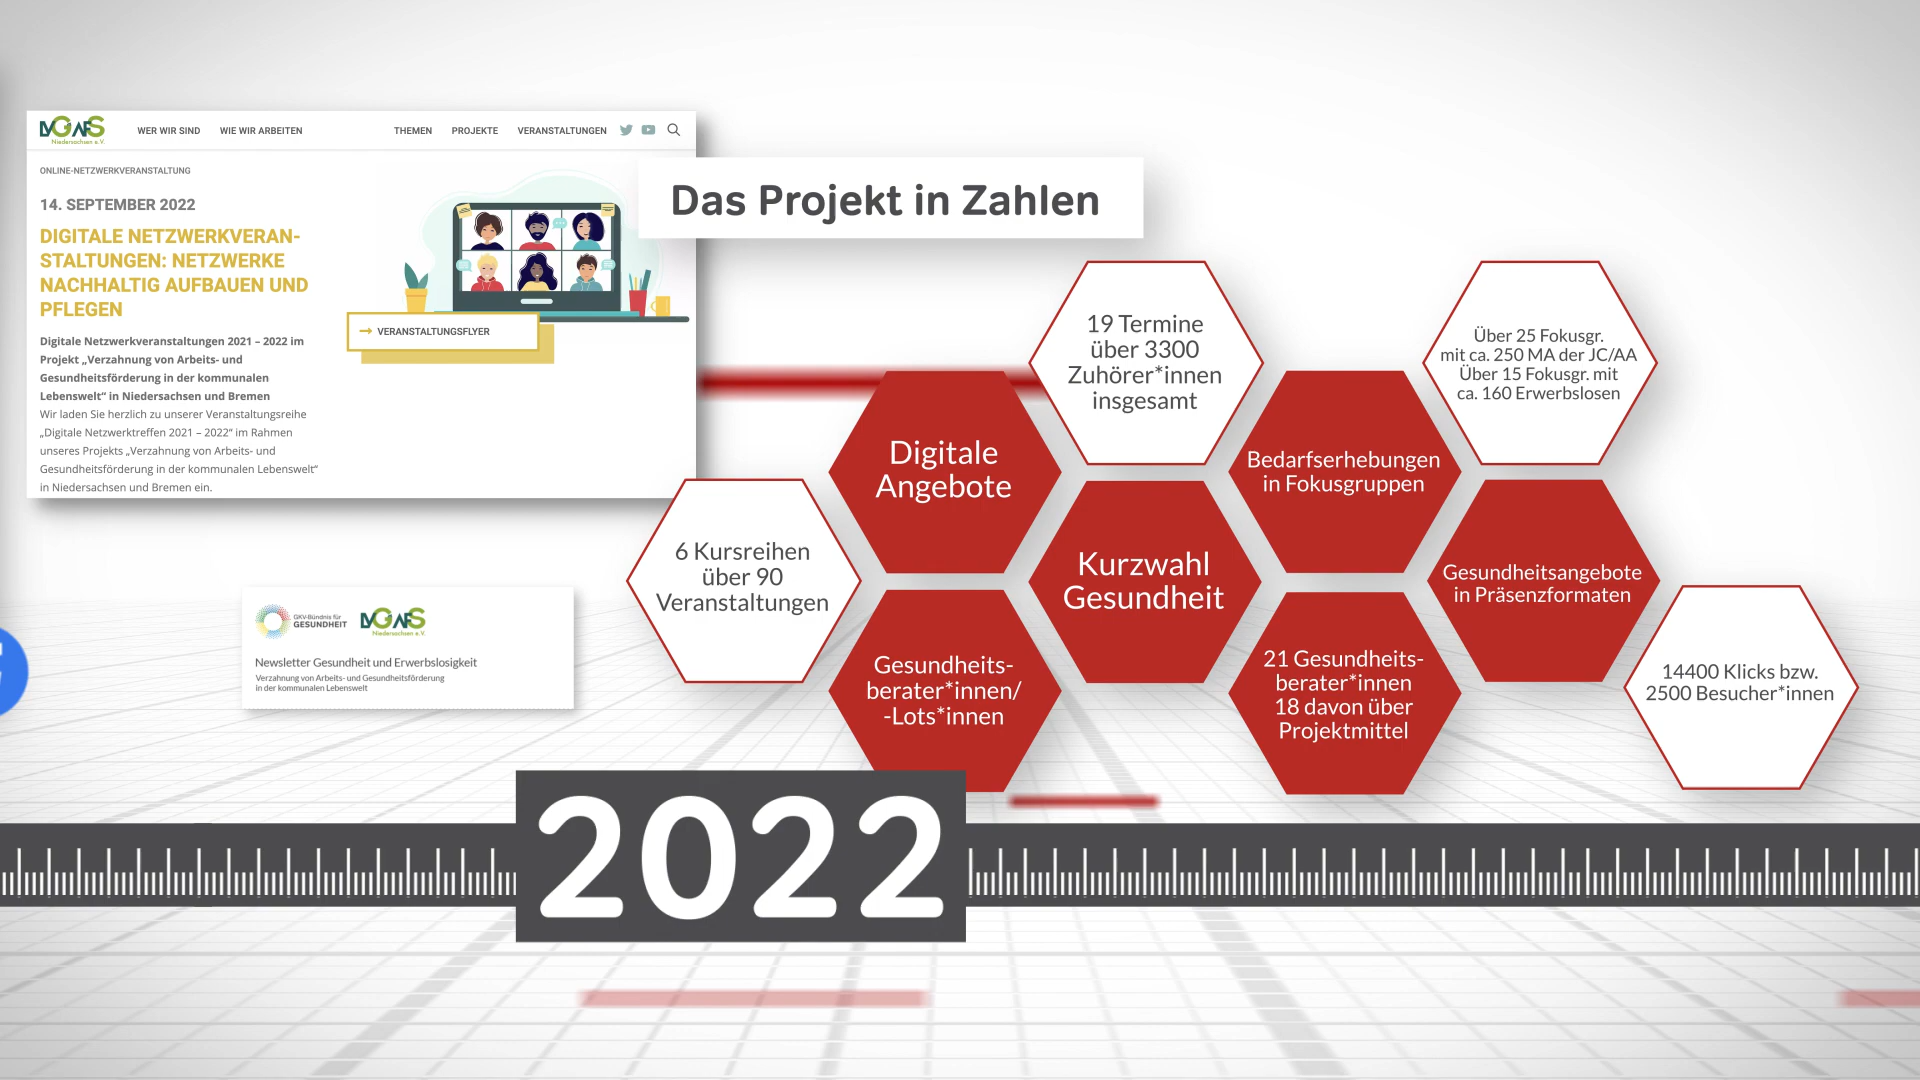 LVG AFS
Niedersachsen e.V.
WER WIR SIND
WIE WIR ARBEITEN
THEMEN
PROJEKTE
VERANSTALTUNGEN
ONLINE-NETZWERKVERANSTALTUNG
14. SEPTEMBER 2022
DIGITALE NETZWERKVERAN-
STALTUNGEN: NETZWERKE
NACHHALTIG AUFBAUEN UND
PFLEGEN
→ VERANSTALTUNGSFLYER
Digitale Netzwerkveranstaltungen 2021 – 2022 im
Projekt „Verzahnung von Arbeits- und
Gesundheitsförderung in der kommunalen
Lebenswelt“ in Niedersachsen und Bremen
Wir laden Sie herzlich zu unserer Veranstaltungsreihe
„Digitale Netzwerktreffen 2021 – 2022“ im Rahmen
unseres Projekts „Verzahnung von Arbeits- und
Gesundheitsförderung in der kommunalen Lebenswelt“
in Niedersachsen und Bremen ein.
Das Projekt in Zahlen
19 Termine
über 3300
Zuhörer*innen
insgesamt
Über 25 Fokusgr.
mit ca. 250 MA der JC/AA
Über 15 Fokusgr. mit
ca. 160 Erwerbslosen
Digitale
Angebote
Bedarfserhebungen
in Fokusgruppen
6 Kursreihen
über 90
Veranstaltungen
Kurzwahl
Gesundheit
Gesundheitsangebote
in Präsenzformaten
Gesundheits-
berater*innen/
-Lots*innen
21 Gesundheits-
berater*innen
18 davon über
Projektmittel
14400 Klicks bzw.
2500 Besucher*innen
GKV-Bündnis für
GESUNDHEIT
LVG AFS
Niedersachsen e.V.
Newsletter Gesundheit und Erwerbslosigkeit
Verzahnung von Arbeits- und Gesundheitsförderung
in der kommunalen Lebenswelt
2022